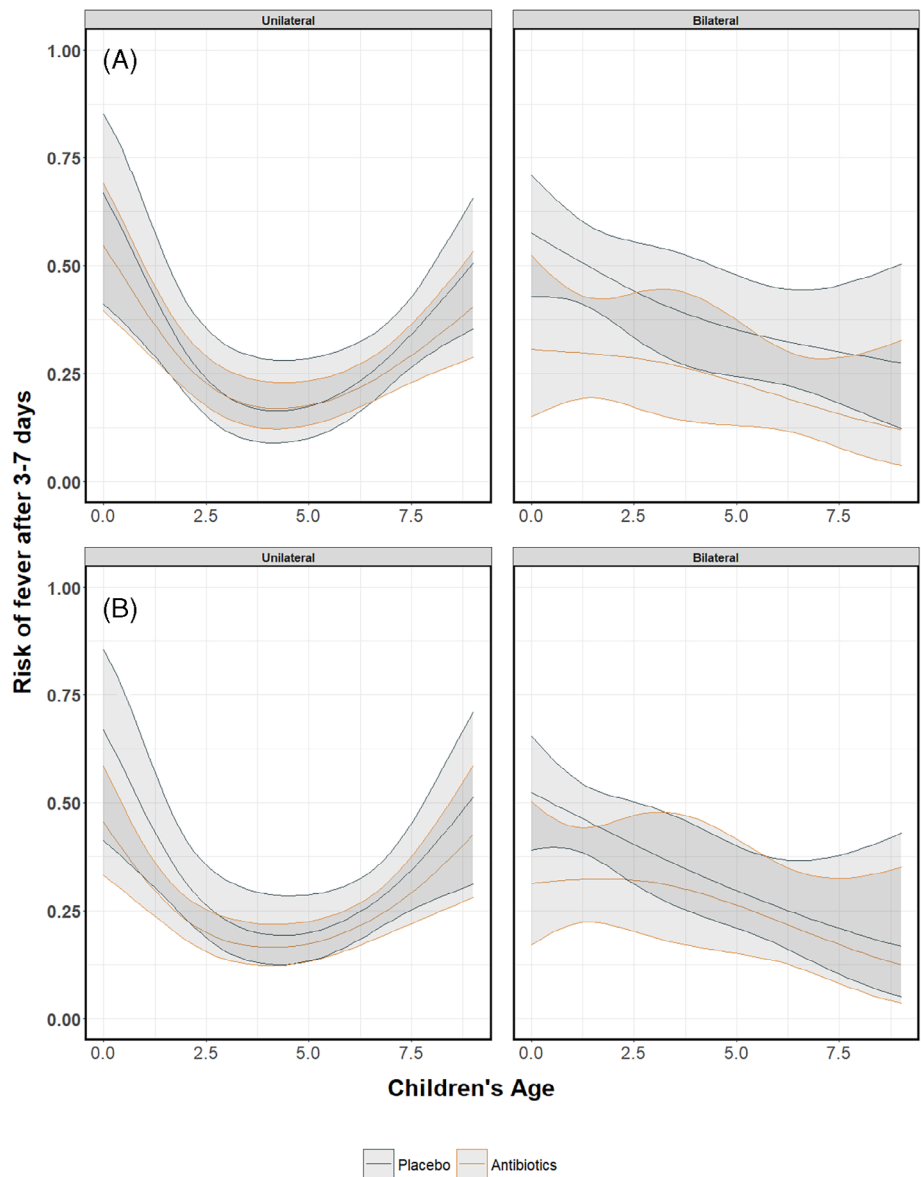 Unilateral Bilateral
(A)
1.00
0.75
0.50
0.25
0.00
0.0 2.5 5.0 7.5 0.0 2.5 5.0 7.5
Risk of fever after 3-7 days
Unilateral Bilateral
(B)
1.00
0.75
0.50
0.25
0.00
0.0 2.5 5.0 7.5 0.0 2.5 5.0 7.5
Children's Age
Placebo Antibiotics